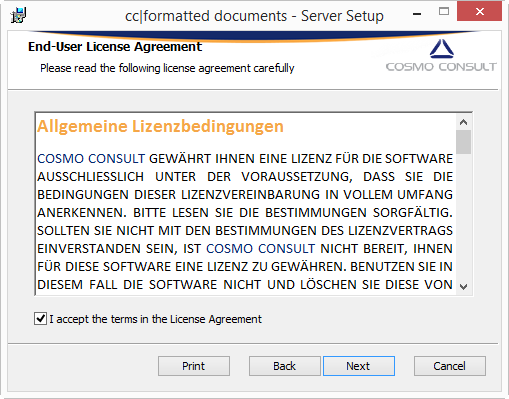 cc|formatted documents - Server Setup
End-User License Agreement
Please read the following license agreement carefully
COSMO CONSULT
Allgemeine Lizenzbedingungen
COSMO CONSULT GEWÄHRT IHNEN EINE LIZENZ FÜR DIE SOFTWARE
AUSSCHLIESSLICH UNTER DER VORAUSSETZUNG, DASS SIE DIE
BEDINGUNGEN DIESER LIZENZVEREINBARUNG IN VOLLEM UMFANG
ANERKENNEN. BITTE LESEN SIE DIE BESTIMMUNGEN SORGFÄLTIG.
SOLLTEN SIE NICHT MIT DEN BESTIMMUNGEN DES LIZENZVERTRAGS
EINVERSTANDEN SEIN, IST COSMO CONSULT NICHT BEREIT, IHNEN
FÜR DIESE SOFTWARE EINE LIZENZ ZU GEWÄHREN. BENUTZEN SIE IN
DIESEM FALL DIE SOFTWARE NICHT UND LÖSCHEN SIE DIESE VON
I accept the terms in the License Agreement
Print Back Next Cancel